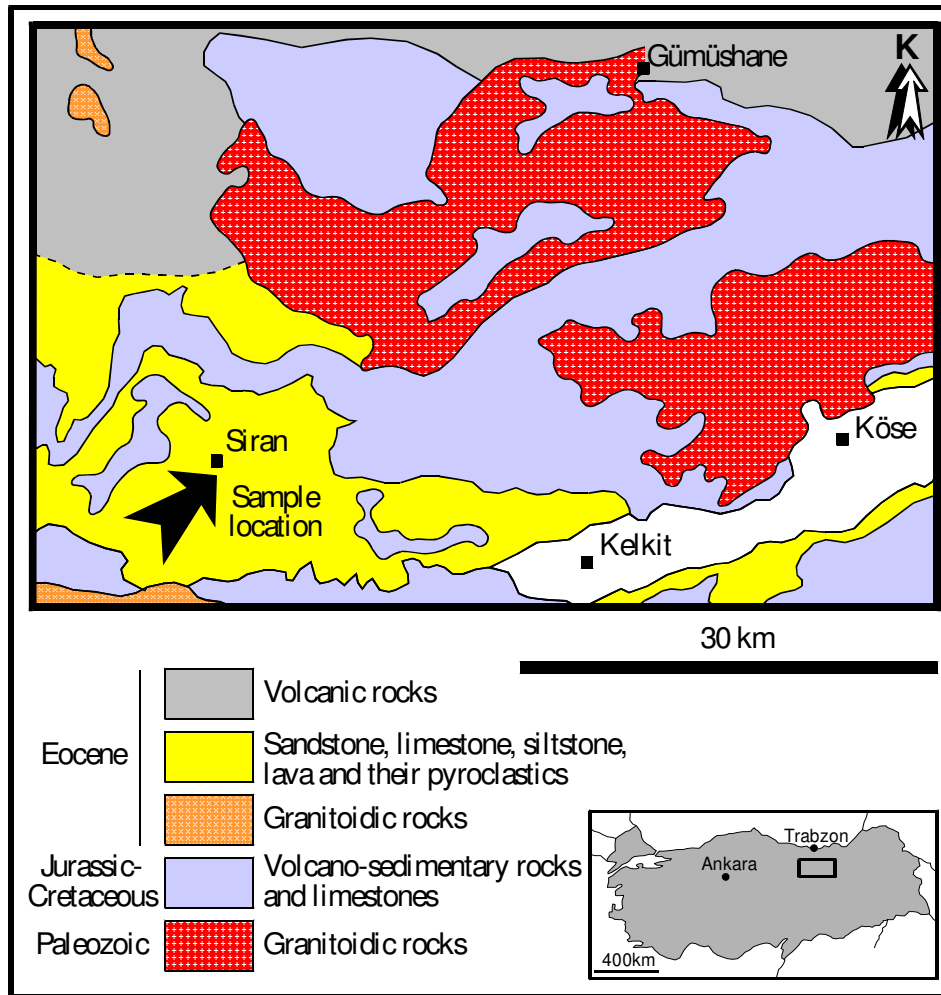 Gümüshane
K
Köse
Siran
Sample
location
Kelkit
30 km
Volcanic rocks
Eocene
Sandstone, limestone, siltstone,
lava and their pyroclastics
Granitoidic rocks
Jurassic-
Cretaceous
Volcano-sedimentary rocks
and limestones
Paleozoic
Granitoidic rocks
Trabzon
Ankara
400km